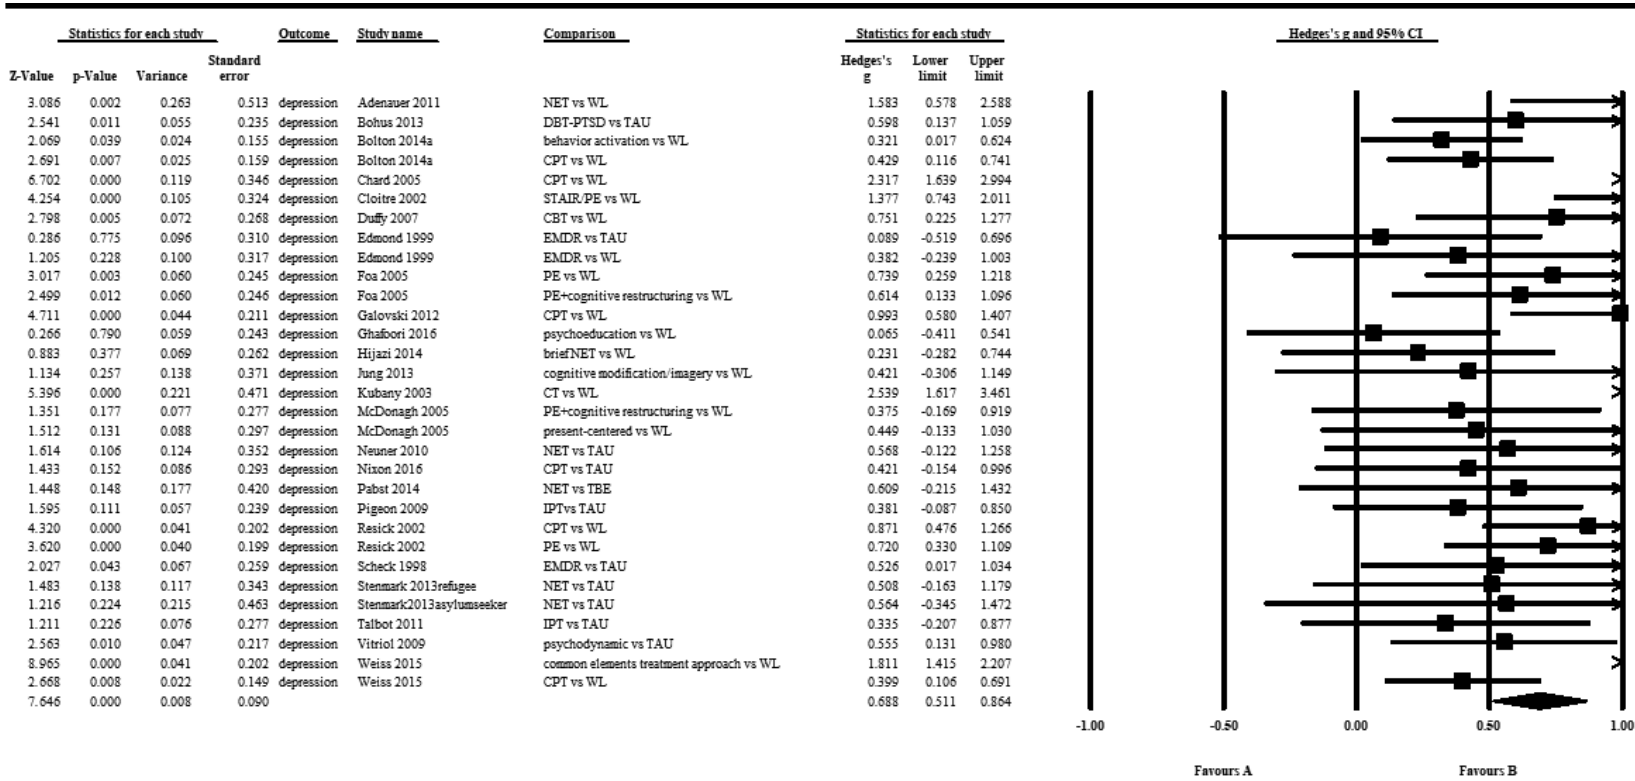 Statistics for each study Outcome Study name Comparison Statistics for each study Hedges's g and 95% CI
Standard Hedges's Lower Upper
Z-Value p-Value Variance error g limit limit
3.086 0.002 0.263 0.513 depression Adenauer 2011 NET vs WL 1.583 0.578 2.588
2.541 0.011 0.055 0.235 depression Bohus 2013 DBT-PTSD vs TAU 0.598 0.137 1.059
2.069 0.039 0.024 0.155 depression Bolton 2014a behavior activation vs WL 0.321 0.017 0.624
2.691 0.007 0.025 0.159 depression Bolton 2014a CPT vs WL 0.429 0.116 0.741
6.702 0.000 0.119 0.346 depression Chard 2005 CPT vs WL 2.317 1.639 2.994
4.254 0.000 0.105 0.324 depression Cloitre 2002 STAIR/PE vs WL 1.377 0.743 2.011
2.798 0.005 0.072 0.268 depression Duffy 2007 CBT vs WL 0.751 0.225 1.277
0.286 0.775 0.096 0.310 depression Edmond 1999 EMDR vs TAU 0.089 -0.519 0.696
1.205 0.228 0.100 0.317 depression Edmond 1999 EMDR vs WL 0.382 -0.239 1.003
3.017 0.003 0.060 0.245 depression Foa 2005 PE vs WL 0.739 0.259 1.218
2.499 0.012 0.060 0.246 depression Foa 2005 PE+cognitive restructuring vs WL 0.614 0.133 1.096
4.711 0.000 0.044 0.211 depression Galovski 2012 CPT vs WL 0.993 0.580 1.407
0.266 0.790 0.059 0.243 depression Ghafoori 2016 psychoeducation vs WL 0.065 -0.411 0.541
0.883 0.377 0.069 0.262 depression Hijazi 2014 brief NET vs WL 0.231 -0.282 0.744
1.134 0.257 0.138 0.371 depression Jung 2013 cognitive modification/imagery vs WL 0.421 -0.306 1.149
5.396 0.000 0.221 0.471 depression Kubany 2003 CT vs WL 2.539 1.617 3.461
1.351 0.177 0.077 0.277 depression McDonagh 2005 PE+cognitive restructuring vs WL 0.375 -0.169 0.919
1.512 0.131 0.088 0.297 depression McDonagh 2005 present-centered vs WL 0.449 -0.133 1.030
1.614 0.106 0.124 0.352 depression Neuner 2010 NET vs TAU 0.568 -0.122 1.258
1.433 0.152 0.086 0.293 depression Nixon 2016 CPT vs TAU 0.421 -0.154 0.996
1.448 0.148 0.177 0.420 depression Pabst 2014 NET vs TBE 0.609 -0.215 1.432
1.595 0.111 0.057 0.239 depression Pigeon 2009 IPTvs TAU 0.381 -0.087 0.850
4.320 0.000 0.041 0.202 depression Resick 2002 CPT vs WL 0.871 0.476 1.266
3.620 0.000 0.040 0.199 depression Resick 2002 PE vs WL 0.720 0.330 1.109
2.027 0.043 0.067 0.259 depression Scheck 1998 EMDR vs TAU 0.526 0.017 1.034
1.483 0.138 0.117 0.343 depression Stenmark 2013refugee NET vs TAU 0.508 -0.163 1.179
1.216 0.224 0.215 0.463 depression Stenmark2013asylumseeker NET vs TAU 0.564 -0.345 1.472
1.211 0.226 0.076 0.277 depression Talbot 2011 IPT vs TAU 0.335 -0.207 0.877
2.563 0.010 0.047 0.217 depression Vitriol 2009 psychodynamic vs TAU 0.555 0.131 0.980
8.965 0.000 0.041 0.202 depression Weiss 2015 common elements treatment approach vs WL 1.811 1.415 2.207
2.668 0.008 0.022 0.149 depression Weiss 2015 CPT vs WL 0.399 0.106 0.691
7.646 0.000 0.008 0.090 0.688 0.511 0.864
-1.00 -0.50 0.00 0.50 1.00
Favours A Favours B